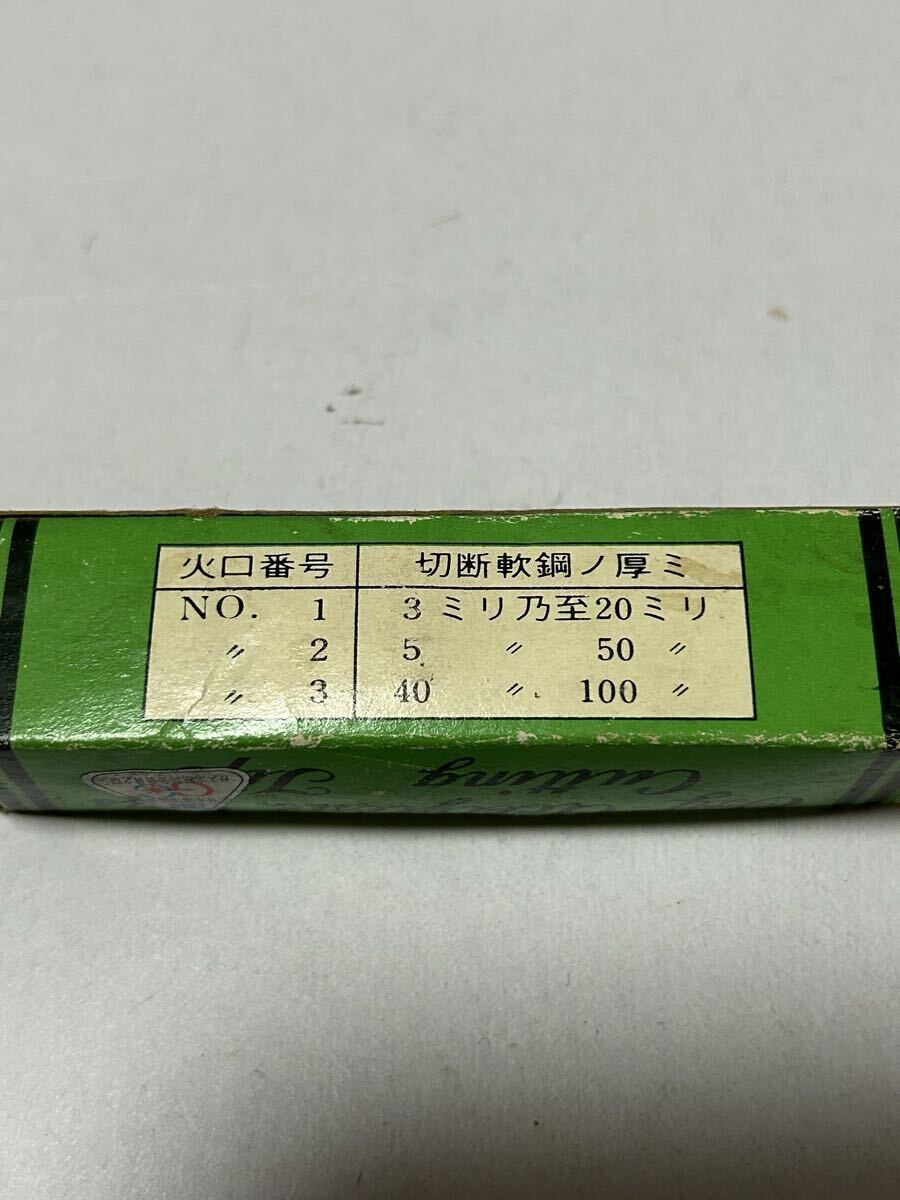 火口番号 切断軟鋼ノ厚ミ
NO. 1 3 ミリ乃至20ミリ
〃 2 5 〃 50 〃
〃 3 40 〃 100 〃
Cutting